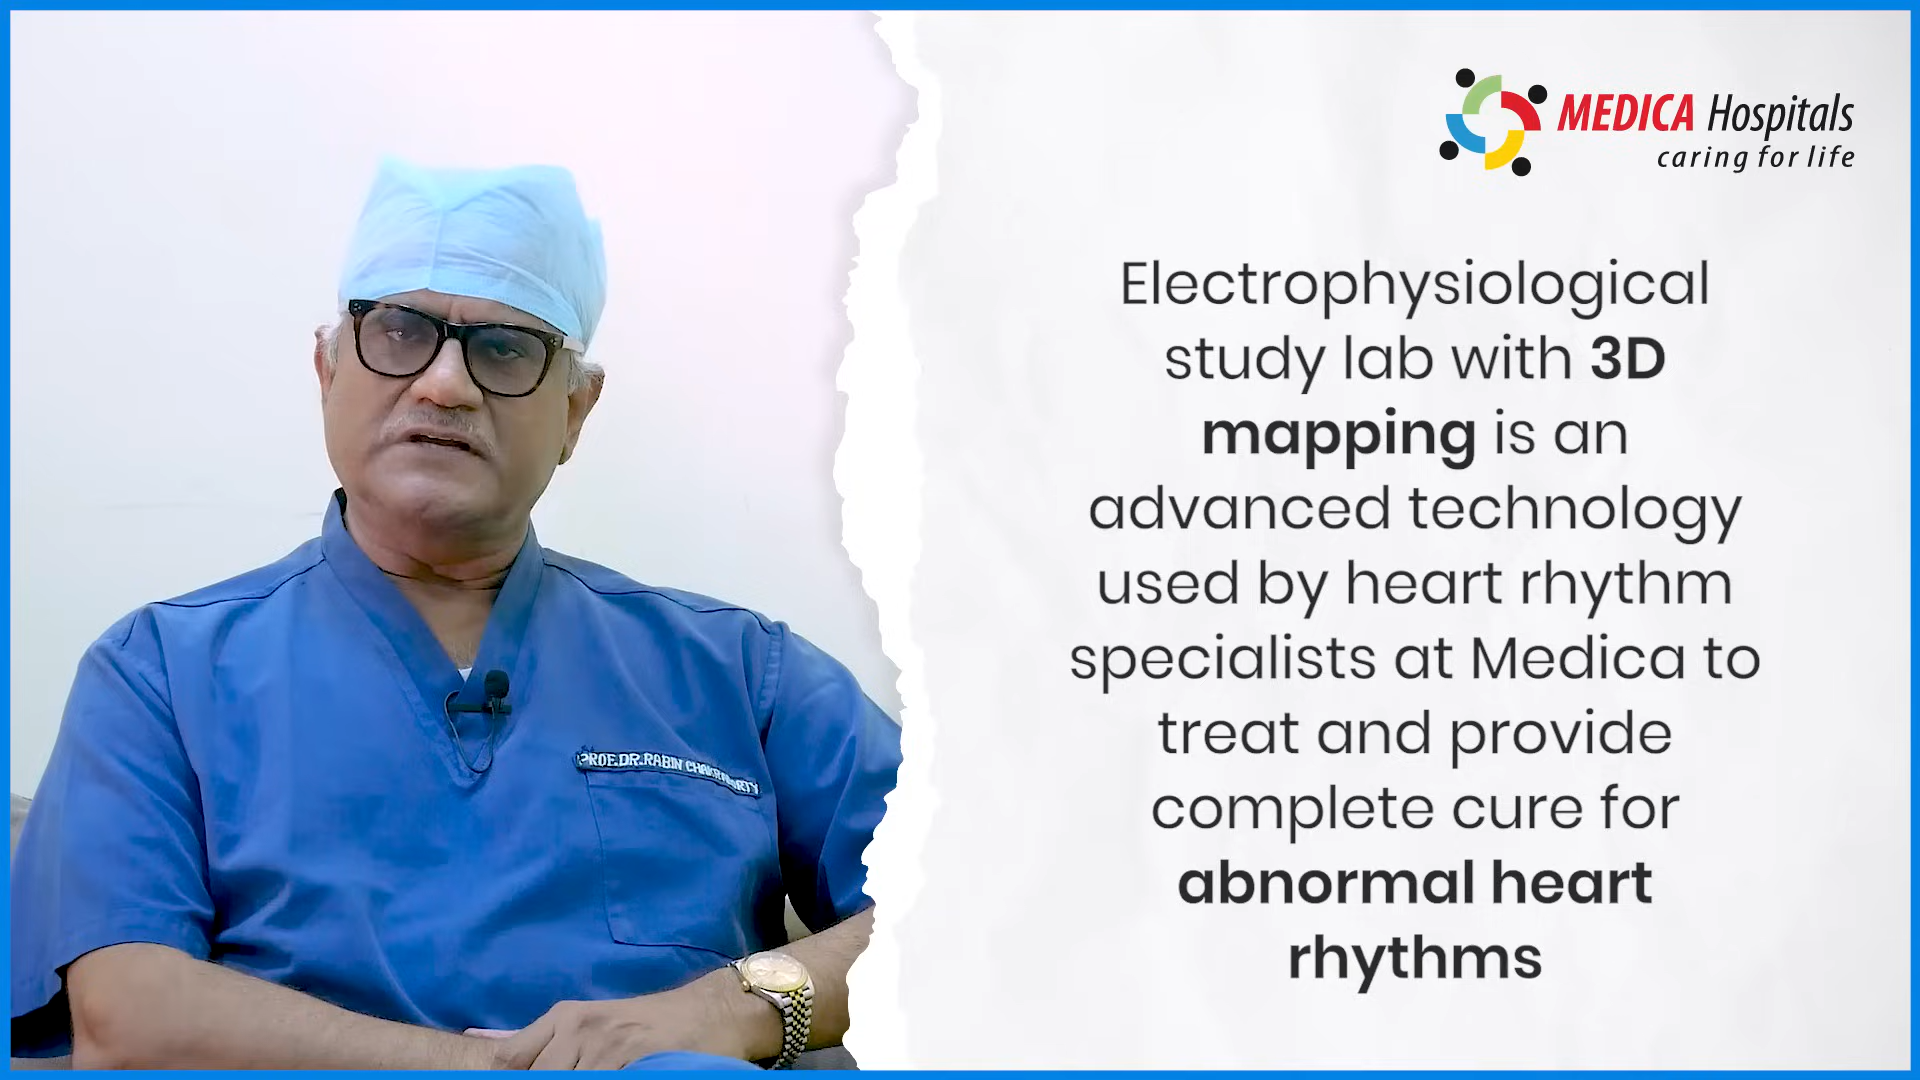 MEDICA Hospitals
caring for life
Electrophysiological
study lab with 3D
mapping is an
advanced technology
used by heart rhythm
specialists at Medica to
treat and provide
complete cure for
abnormal heart
rhythms
PROF.DR.RABIN CHAKRABORTY